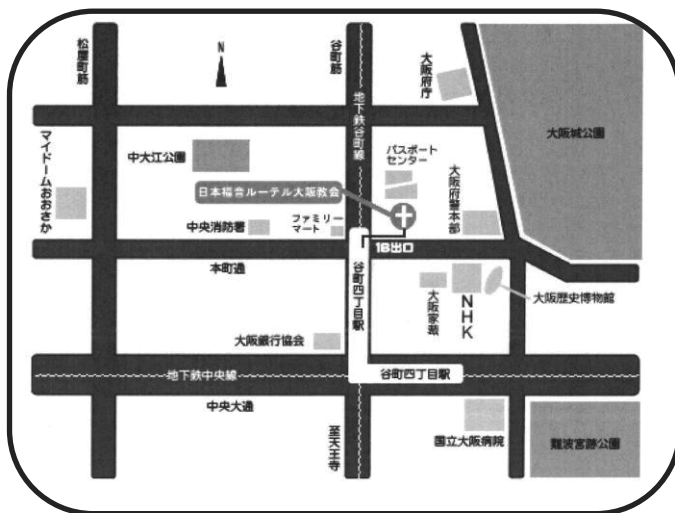 松屋町筋
N
谷町筋
地下鉄谷町線
大阪府庁
大阪城公園
マイドームおおさか
中大江公園
パスポート
センター
日本福音ルーテル大阪教会
大阪府警本部
中央消防署
ファミリー
マート
1B出口
本町通
谷町四丁目駅
大阪家裁
NHK
大阪歴史博物館
大阪銀行協会
地下鉄中央線
谷町四丁目駅
中央大通
至天王寺
国立大阪病院
難波宮跡公園